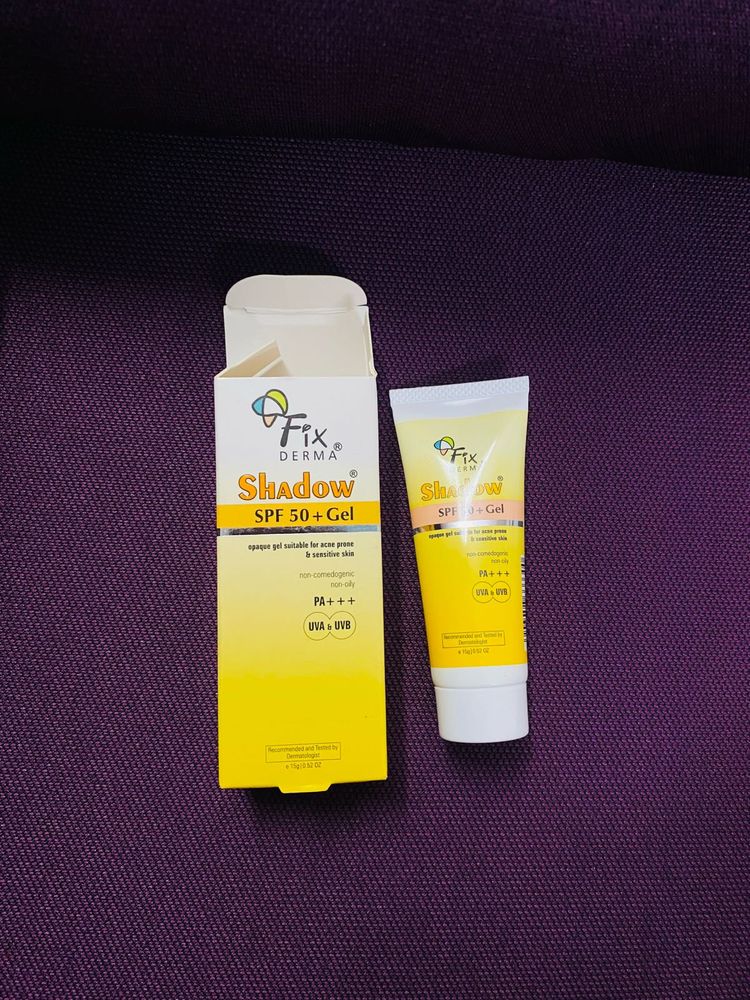 Fix®
DERMA
Shadow®
SPF 50+Gel
opaque gel suitable for acne prone
& sensitive skin
non-comedogenic
non-oily
PA+++
UVA & UVB
Recommended and Tested by
Dermatologist
e 15g|0.52 OZ
Fix
DERMA
Shadow
SPF 50+Gel
opaque gel suitable for acne prone
& sensitive skin
non-comedogenic
non-oily
PA+++
UVA & UVB
Recommended and Tested by
Dermatologist
e 15g|0.52 OZ